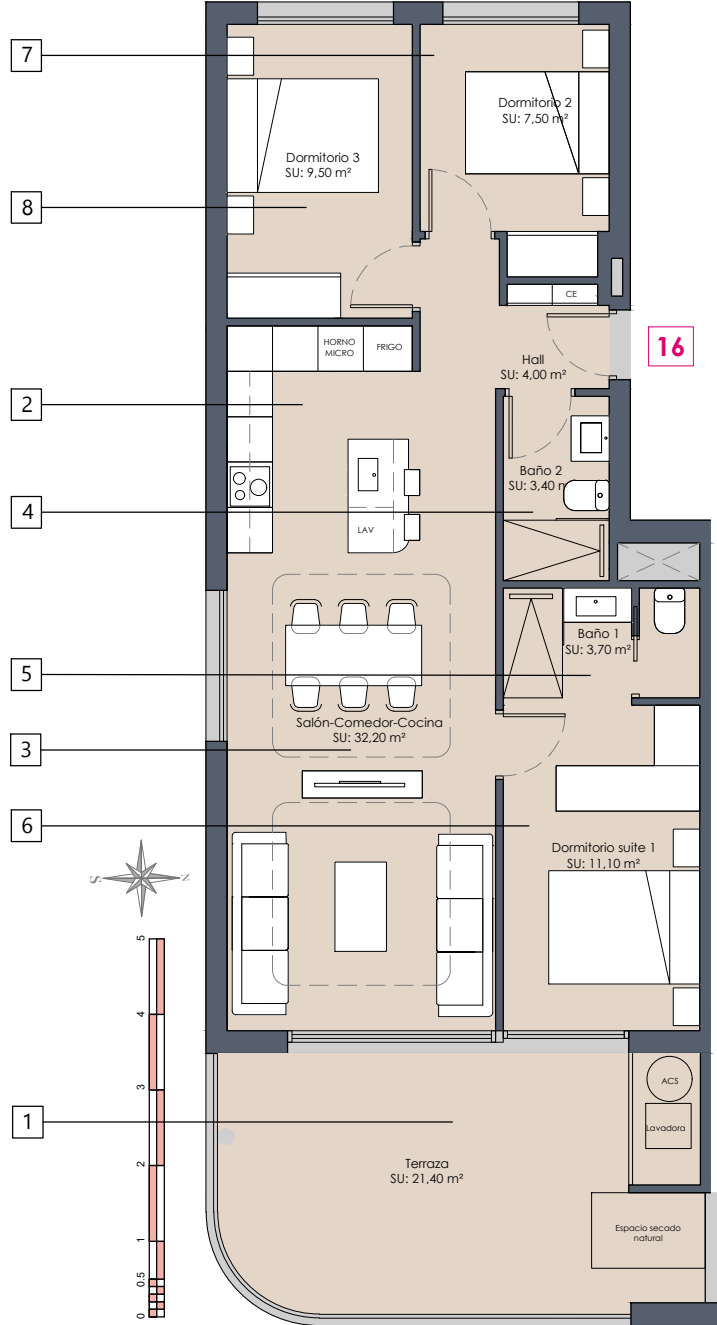 7
Dormitorio 2
SU: 7,50 m²
Dormitorio 3
SU: 9,50 m²
8
CE
HORNO
MICRO
FRIGO
16
Hall
SU: 4,00 m²
2
Baño 2
SU: 3,40 m
4
LAV
Baño 1
SU: 3,70 m²
5
Salón-Comedor-Cocina
SU: 32,20 m²
3
6
Dormitorio suite 1
SU: 11,10 m²
S
N
5
4
3
2
1
0.5
0
ACS
Lavadora
1
Terraza
SU: 21,40 m²
Espacio secado
natural